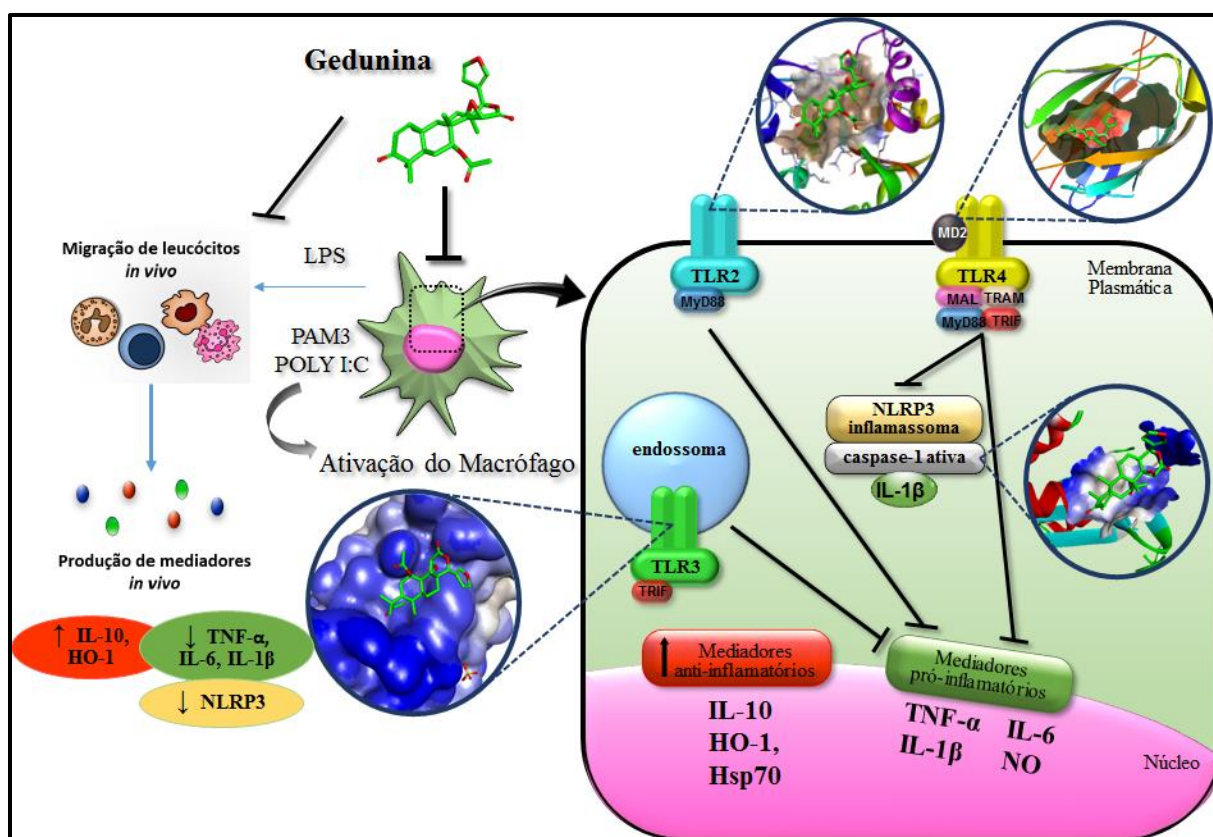 Gedunina
Migração de leucócitos
in vivo
LPS
PAM3
POLY I:C
Ativação do Macrófago
Produção de mediadores
in vivo
↑ IL-10,
HO-1
↓ TNF-α,
IL-6, IL-1β
↓ NLRP3
TLR2
MyD88
MD2
TLR4
MAL
TRAM
MyD88
TRIF
Membrana
Plasmática
NLRP3
inflamassoma
caspase-1 ativa
IL-1β
endossoma
TLR3
TRIF
Mediadores
anti-inflamatórios
IL-10
HO-1,
Hsp70
Mediadores
pró-inflamatórios
TNF-α
IL-6
IL-1β
NO
Núcleo